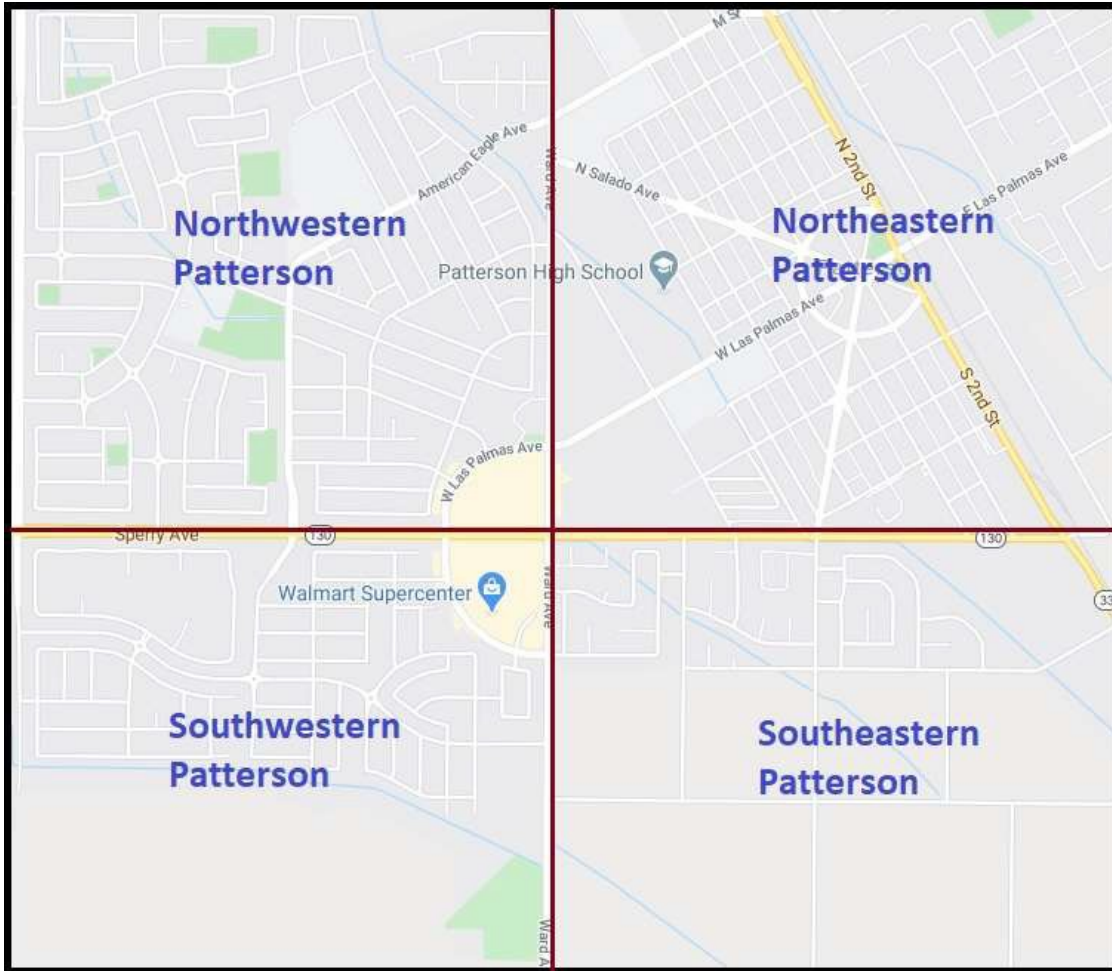 M St
American Eagle Ave
Ward Ave
N Salado Ave
N 2nd St
E Las Palmas Ave
Northwestern
Patterson
Northeastern
Patterson
Patterson High School
W Las Palmas Ave
S 2nd St
W Las Palmas Ave
Sperry Ave
130
130
Walmart Supercenter
Ward Ave
33
Southwestern
Patterson
Southeastern
Patterson
Ward A